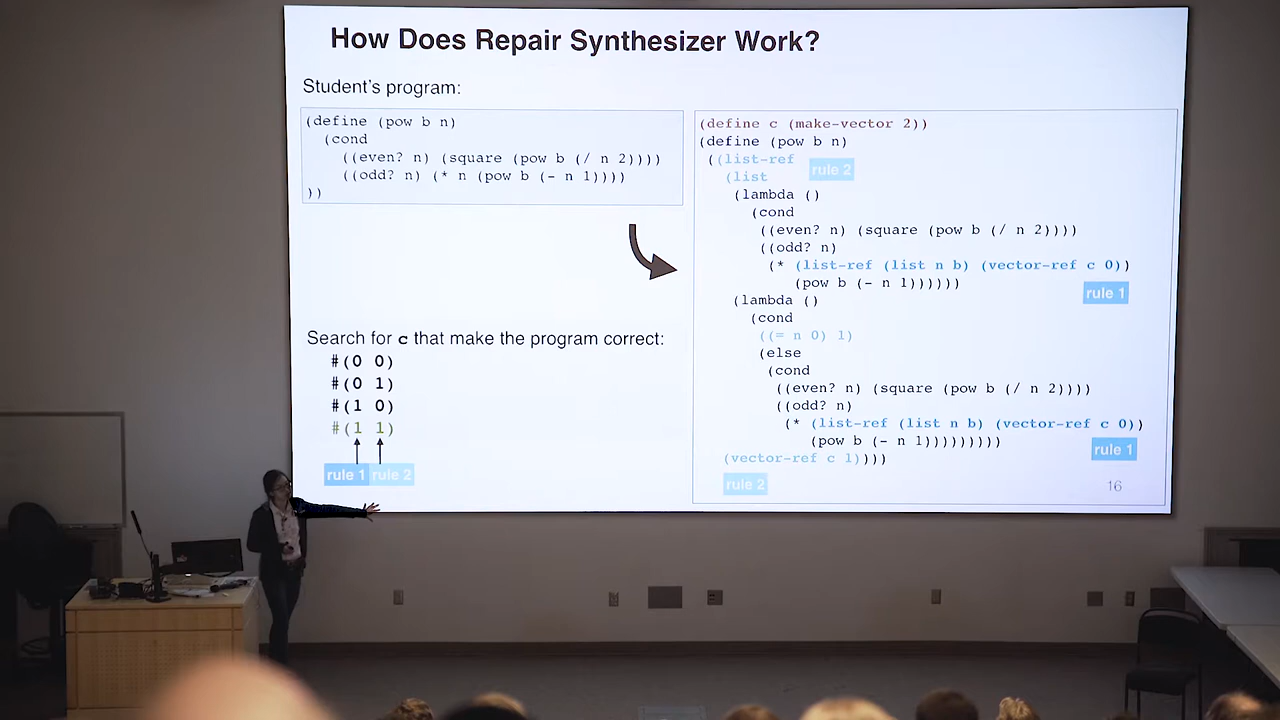 How Does Repair Synthesizer Work?
Student's program:
(define (pow b n)
(cond
((even? n) (square (pow b (/ n 2))))
((odd? n) (* n (pow b (- n 1))))
))
Search for c that make the program correct:
#(0 0)
#(0 1)
#(1 0)
#(1 1)
rule 1 rule 2
(define c (make-vector 2))
(define (pow b n)
((list-ref
rule 2
(list
(lambda ()
(cond
((even? n) (square (pow b (/ n 2))))
((odd? n)
(* (list-ref (list n b) (vector-ref c 0))
(pow b (- n 1))))))
rule 1
(lambda ()
(cond
((= n 0) 1)
(else
(cond
((even? n) (square (pow b (/ n 2))))
((odd? n)
(* (list-ref (list n b) (vector-ref c 0))
(pow b (- n 1)))))))))
rule 1
(vector-ref c 1))))
rule 2
16